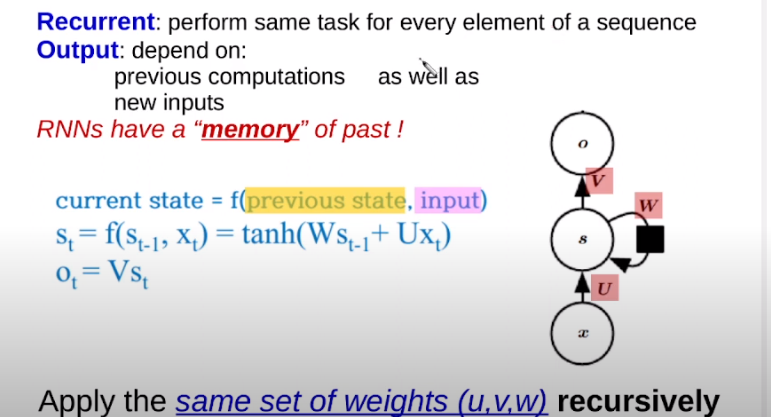 Recurrent: perform same task for every element of a sequence
Output: depend on:
previous computations as well as
new inputs
RNNs have a “memory” of past !
o
V
current state = f(previous state, input)
W
sₜ = f(sₜ₋₁, xₜ) = tanh(Wsₜ₋₁+ Uxₜ)
s
oₜ = Vsₜ
U
x
Apply the same set of weights (u,v,w) recursively